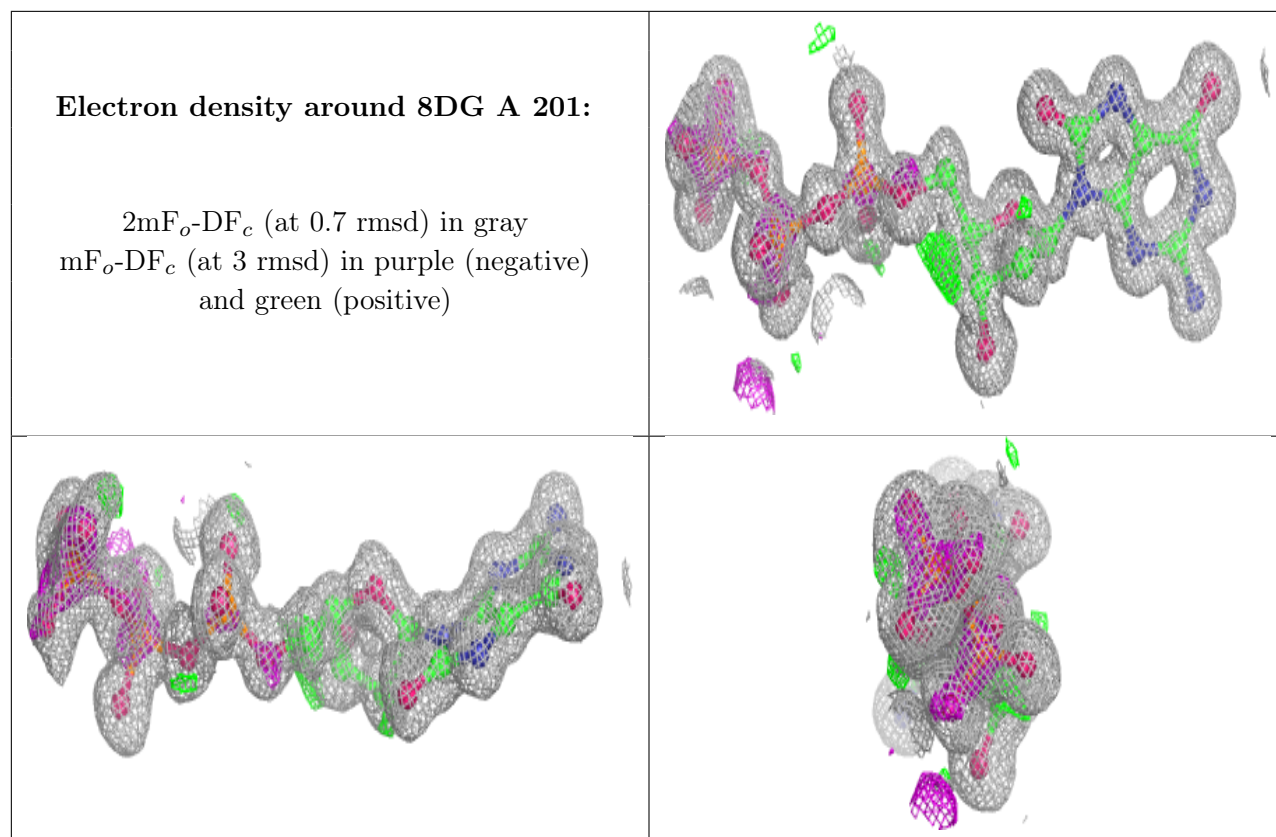 Electron density around 8DG A 201:
2mFo-DFc (at 0.7 rmsd) in gray
mFo-DFc (at 3 rmsd) in purple (negative)
and green (positive)